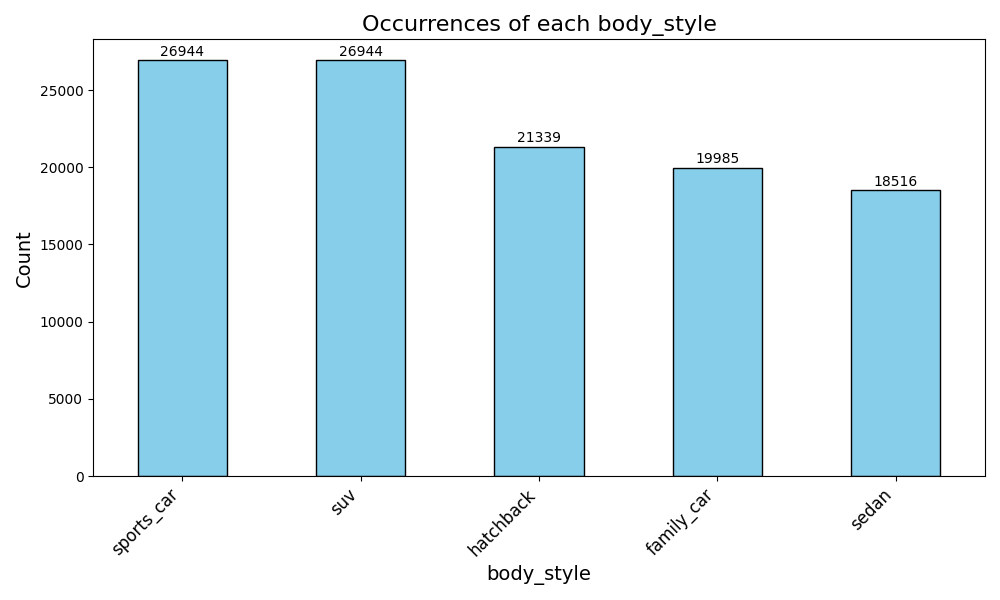 Occurrences of each body_style
26944
26944
21339
19985
18516
25000
20000
15000
10000
5000
0
Count
sports_car
suv
hatchback
family_car
sedan
body_style